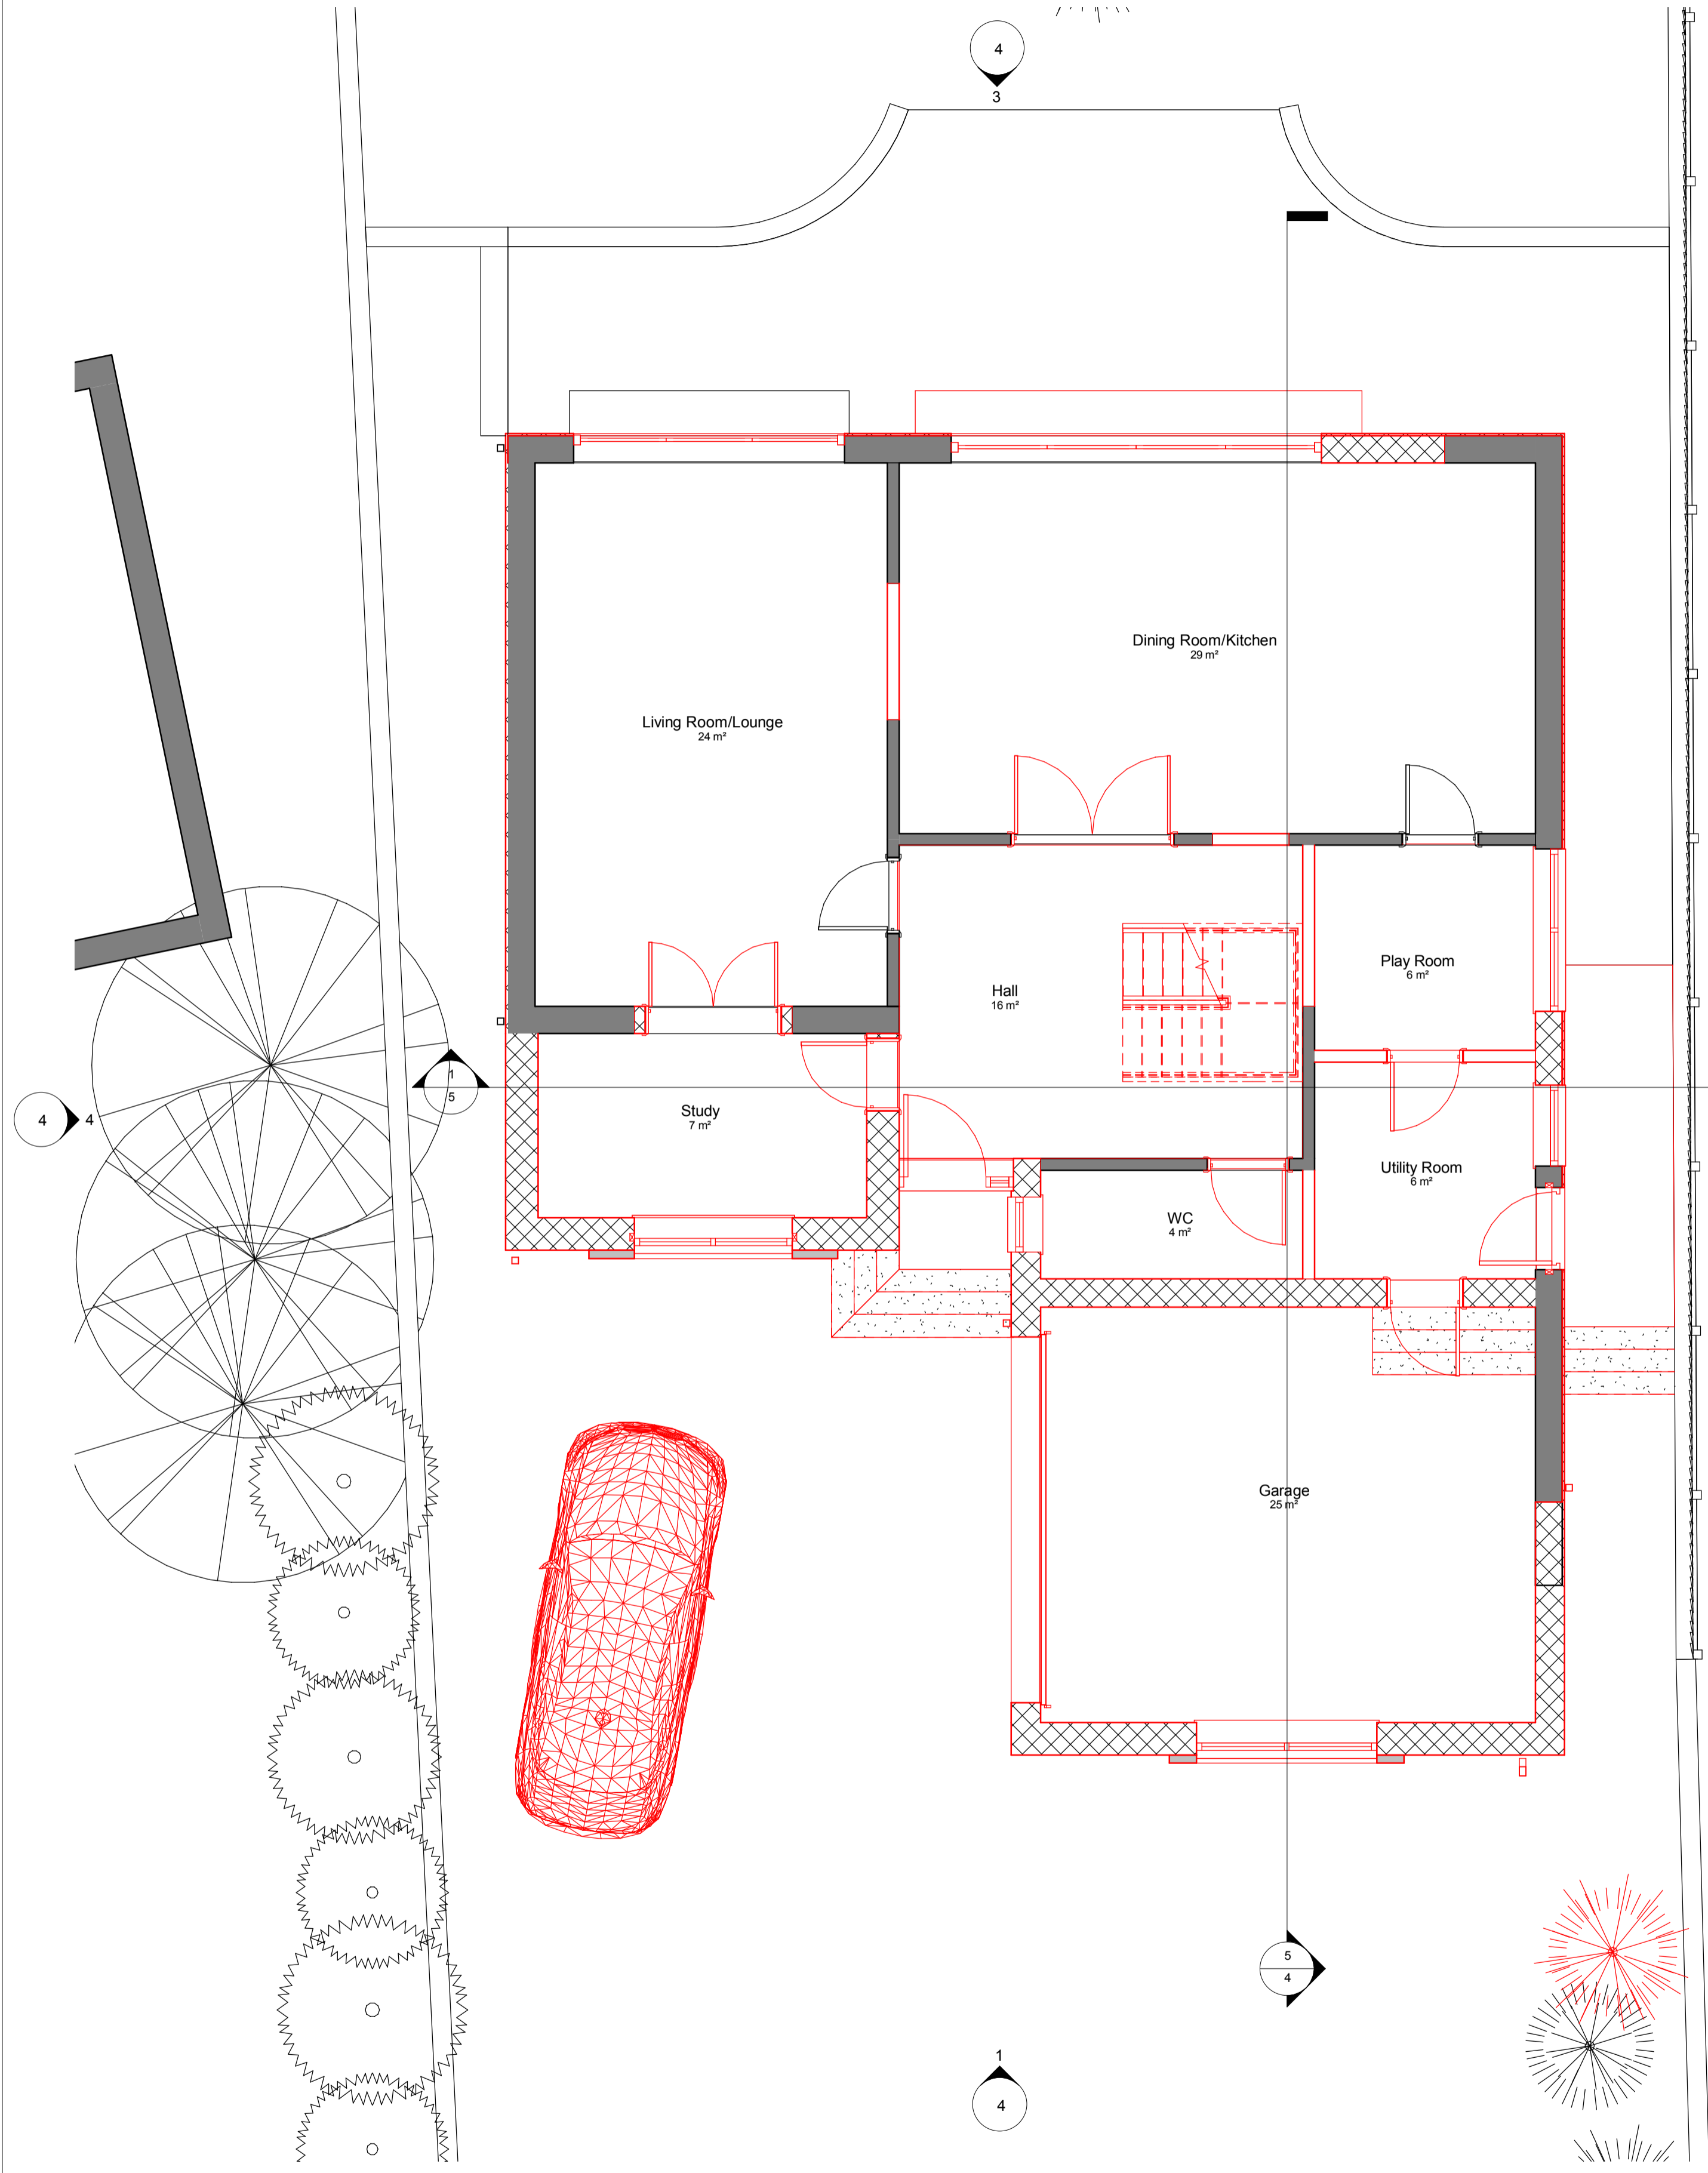 4
3
Dining Room/Kitchen
29 m²
Living Room/Lounge
24 m²
Play Room
6 m²
Hall
16 m²
1
5
4
4
Study
7 m²
Utility Room
6 m²
WC
4 m²
Garage
25 m²
5
4
1
4